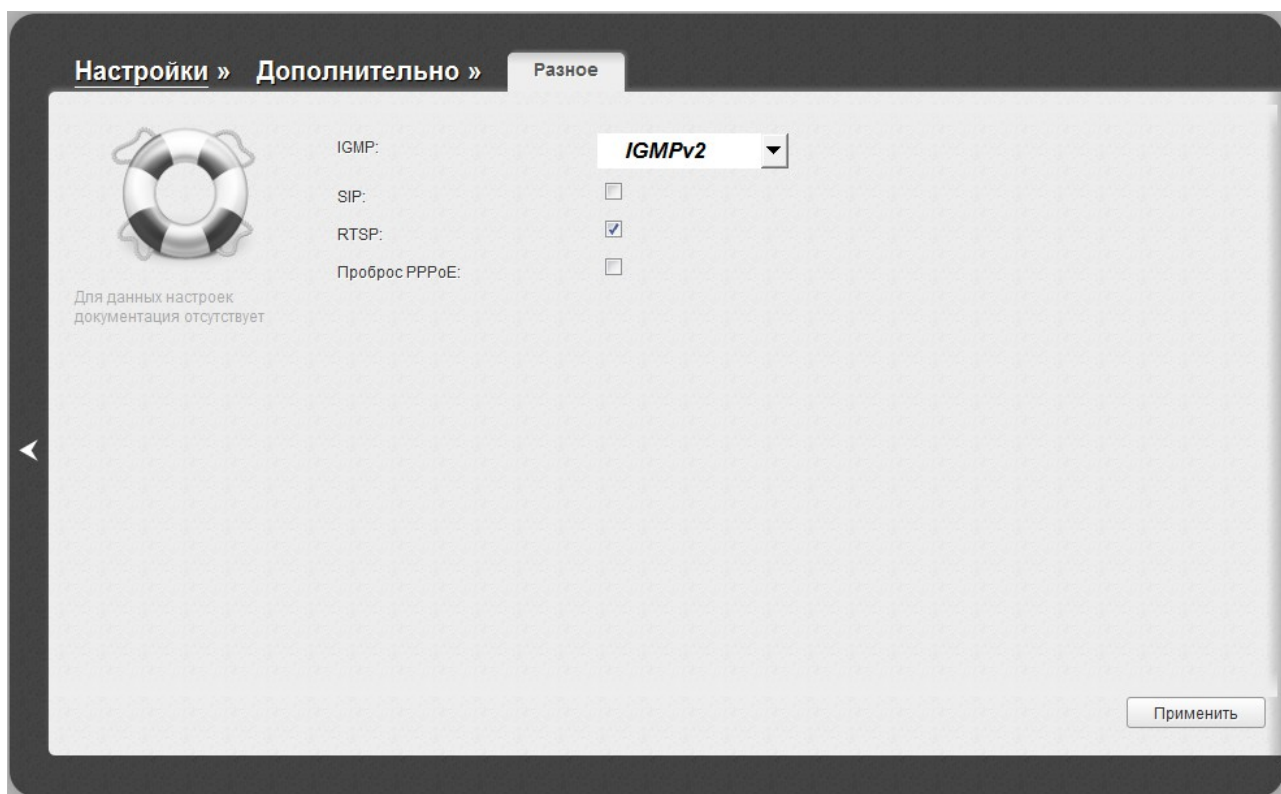 Настройки » Дополнительно » Разное
IGMP: IGMPv2
SIP:
RTSP:
Проброс PPPoE:
Для данных настроек
документация отсутствует
Применить